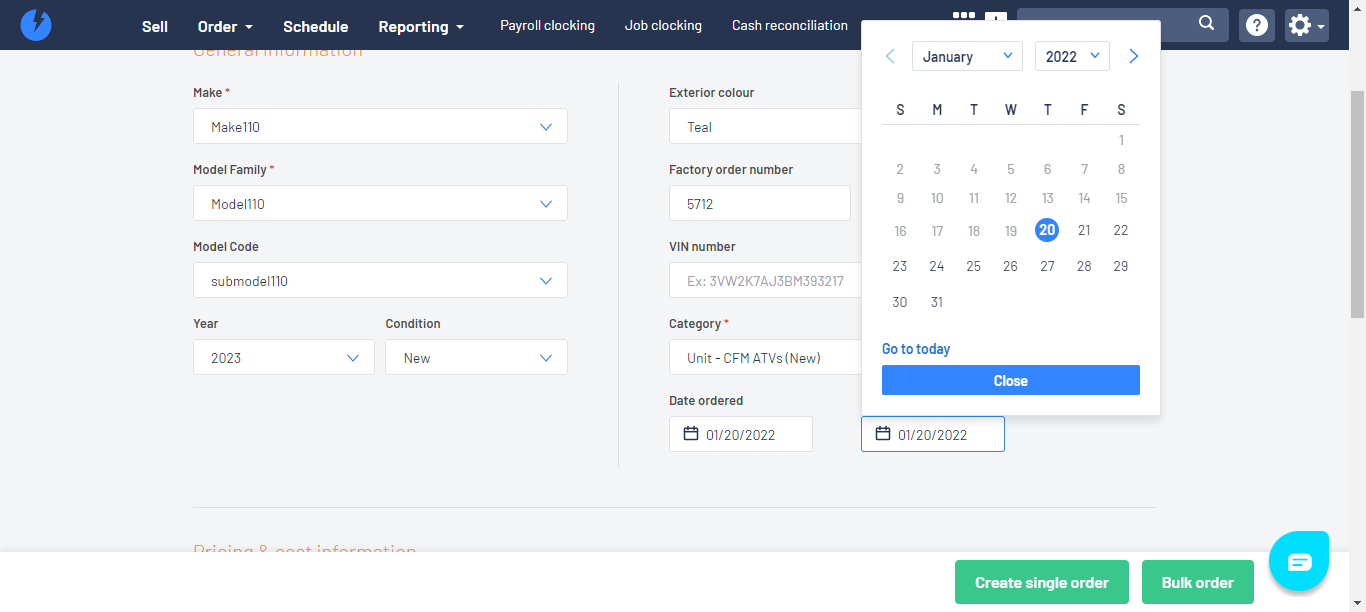 Sell Order Schedule Reporting Payroll clocking Job clocking Cash reconciliation
General information
Make *
Make110
Model Family *
Model110
Model Code
submodel110
Year Condition
2023 New
Exterior colour
Teal
Factory order number
5712
VIN number
Ex: 3VW2K7AJ3BM393217
Category *
Unit - CFM ATVs (New)
Date ordered
01/20/2022 01/20/2022
January 2022
S M T W T F S
1
2 3 4 5 6 7 8
9 10 11 12 13 14 15
16 17 18 19 20 21 22
23 24 25 26 27 28 29
30 31
Go to today
Close
Pricing & cost information
Create single order Bulk order